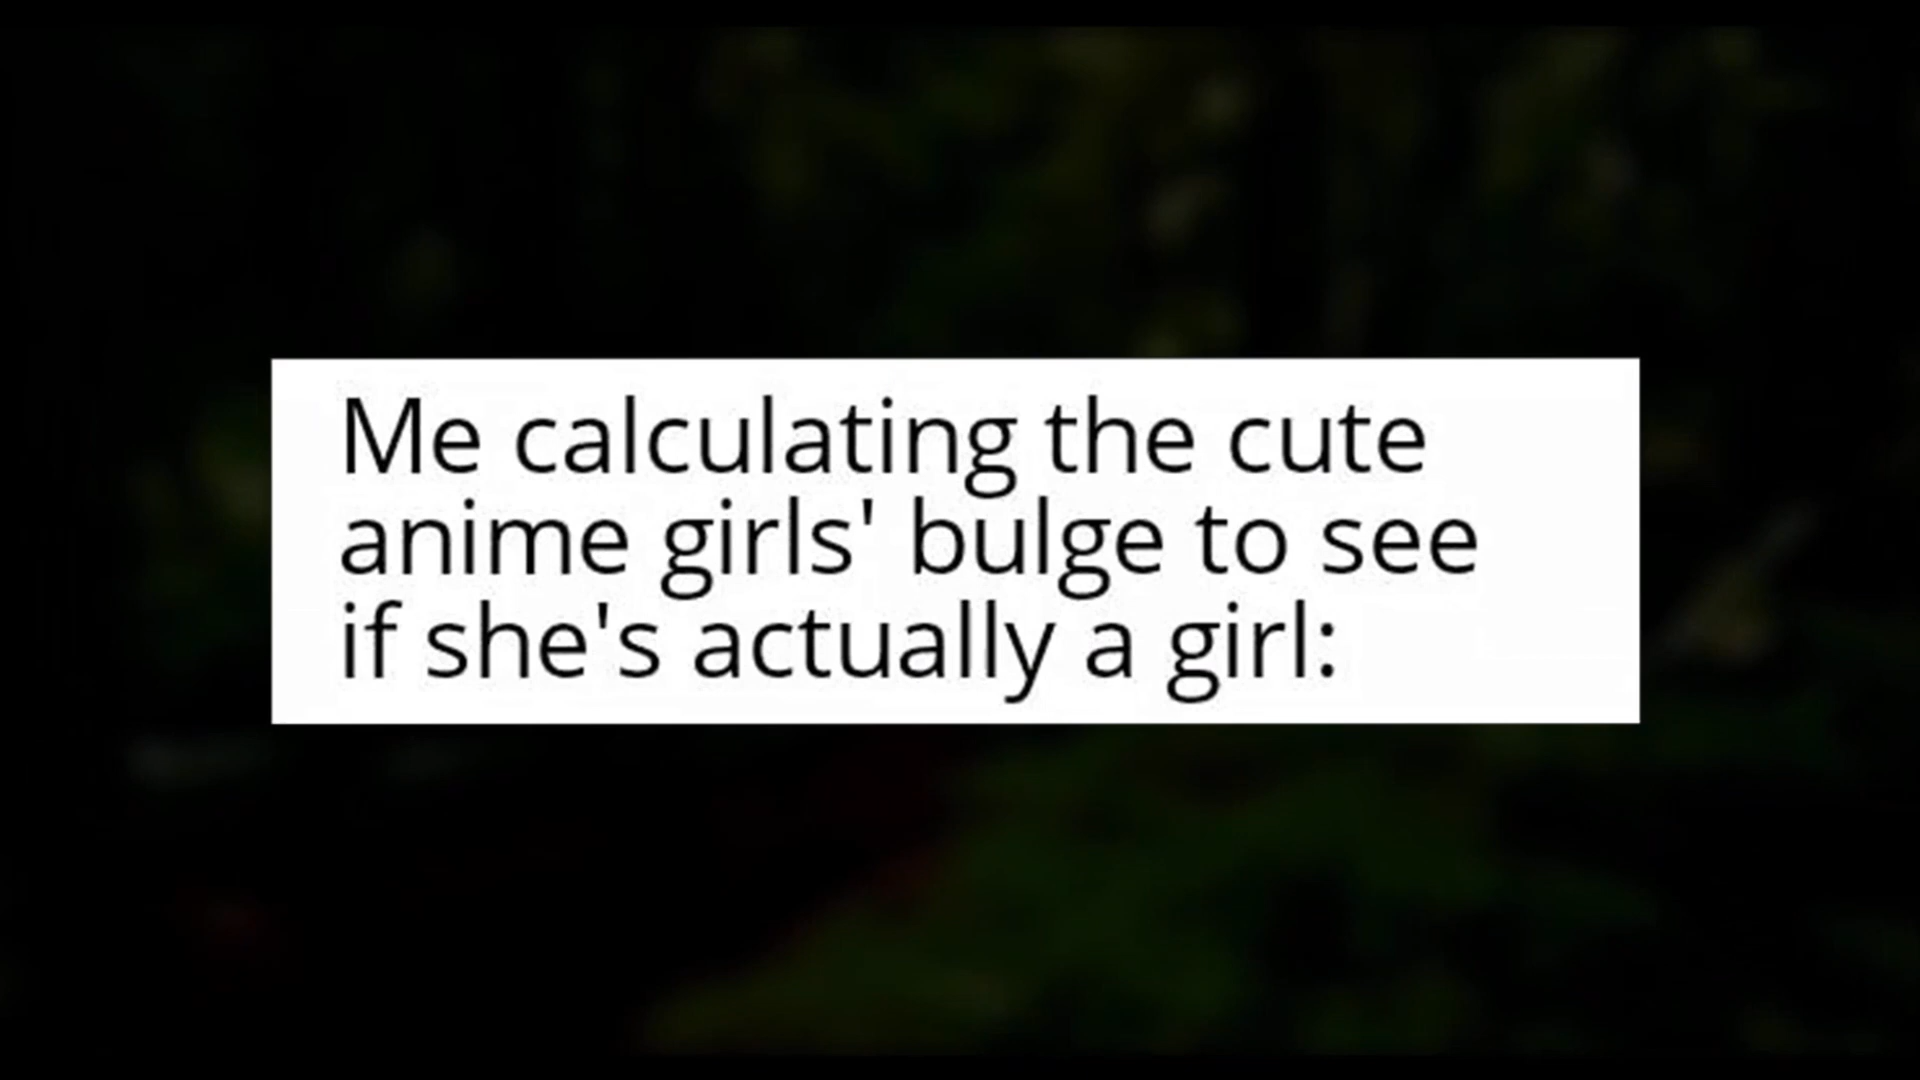 Me calculating the cute
anime girls' bulge to see
if she's actually a girl: